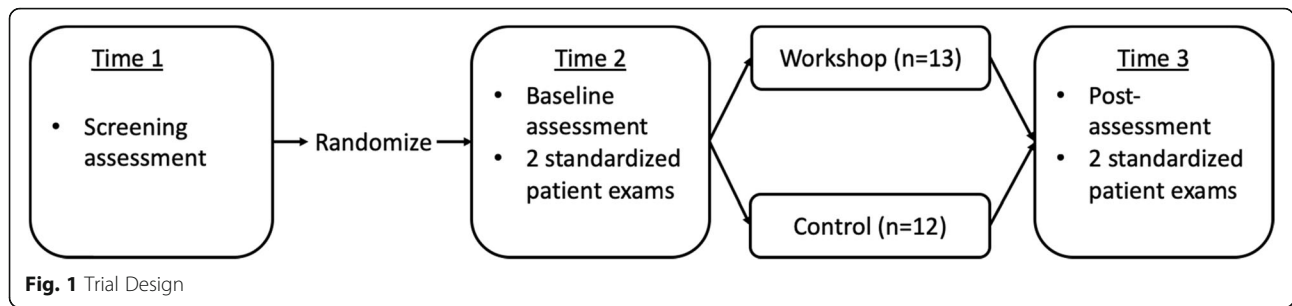 Time 1
• Screening
assessment
Randomize
Time 2
• Baseline
assessment
• 2 standardized
patient exams
Workshop (n=13)
Control (n=12)
Time 3
• Post-
assessment
• 2 standardized
patient exams
Fig. 1 Trial Design